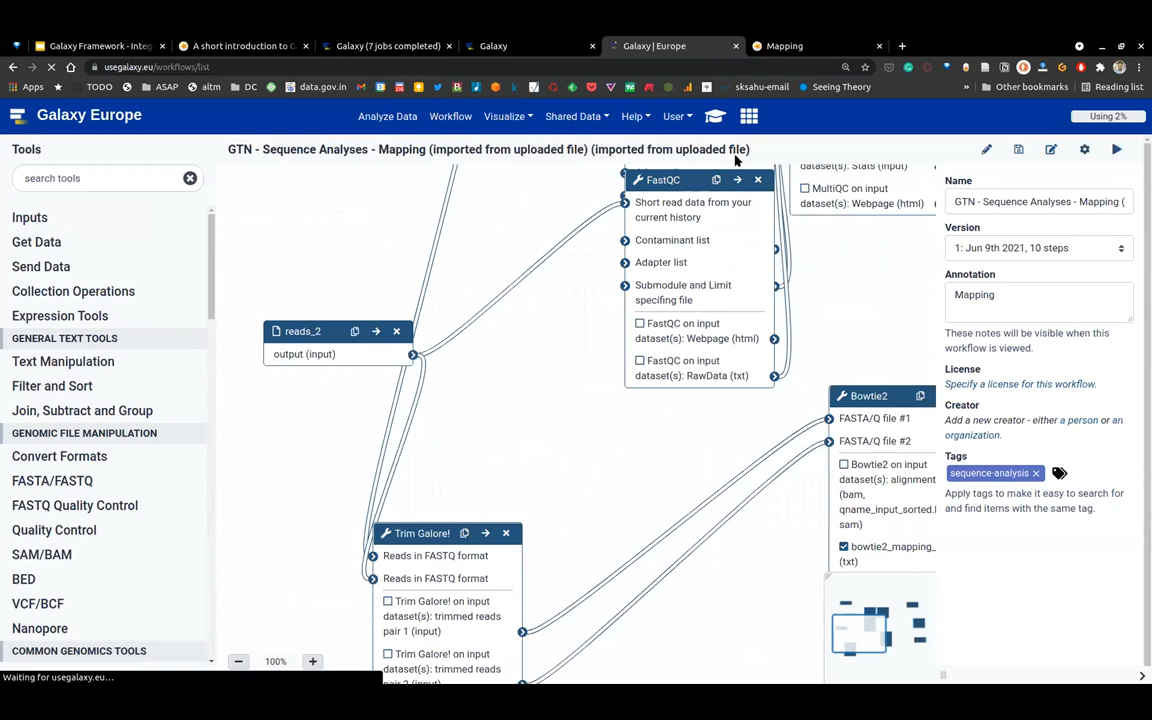 Galaxy Framework - Integ
A short introduction to G
Galaxy (7 jobs completed)
Galaxy
Galaxy | Europe
Mapping
usegalaxy.eu/workflows/list
Apps
TODO
ASAP
altm
DC
data.gov.in
sksahu-email
Seeing Theory
Other bookmarks
Reading list
Galaxy Europe
Analyze Data
Workflow
Visualize
Shared Data
Help
User
Using 2%
Tools
GTN - Sequence Analyses - Mapping (imported from uploaded file) (imported from uploaded file)
search tools
Inputs
Get Data
Send Data
Collection Operations
Expression Tools
GENERAL TEXT TOOLS
Text Manipulation
Filter and Sort
Join, Subtract and Group
GENOMIC FILE MANIPULATION
Convert Formats
FASTA/FASTQ
FASTQ Quality Control
Quality Control
SAM/BAM
BED
VCF/BCF
Nanopore
COMMON GENOMICS TOOLS
reads_2
output (input)
FastQC
Short read data from your
current history
Contaminant list
Adapter list
Submodule and Limit
specifing file
FastQC on input
dataset(s): Webpage (html)
FastQC on input
dataset(s): RawData (txt)
dataset(s): Stats (input)
MultiQC on input
dataset(s): Webpage (html)
Bowtie2
FASTA/Q file #1
FASTA/Q file #2
Bowtie2 on input
dataset(s): alignment
(bam,
qname_input_sorted.
sam)
bowtie2_mapping_
(txt)
Trim Galore!
Reads in FASTQ format
Reads in FASTQ format
Trim Galore! on input
dataset(s): trimmed reads
pair 1 (input)
Trim Galore! on input
dataset(s): trimmed reads
pair 2 (input)
100%
Name
GTN - Sequence Analyses - Mapping (
Version
1: Jun 9th 2021, 10 steps
Annotation
Mapping
These notes will be visible when this
workflow is viewed.
License
Specify a license for this workflow.
Creator
Add a new creator - either a person or an
organization.
Tags
sequence-analysis
Apply tags to make it easy to search for
and find items with the same tag.
Waiting for usegalaxy.eu…